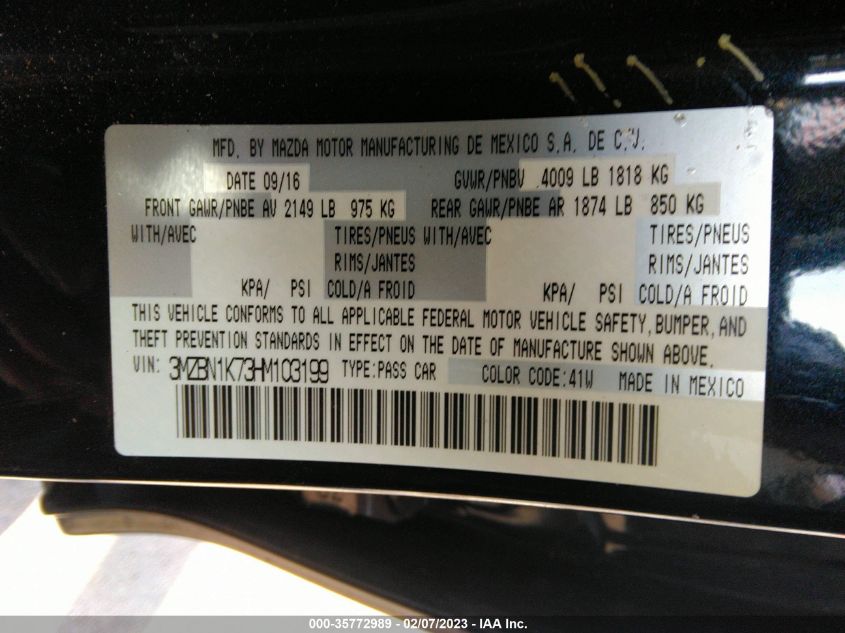 MFD. BY MAZDA MOTOR MANUFACTURING DE MEXICO S.A. DE C.V.
DATE 09/16 GVWR/PNBV 4009 LB 1818 KG
FRONT GAWR/PNBE AV 2149 LB 975 KG REAR GAWR/PNBE AR 1874 LB 850 KG
WITH/AVEC TIRES/PNEUS WITH/AVEC TIRES/PNEUS
RIMS/JANTES RIMS/JANTES
KPA/ PSI COLD/A FROID KPA/ PSI COLD/A FROID
THIS VEHICLE CONFORMS TO ALL APPLICABLE FEDERAL MOTOR VEHICLE SAFETY, BUMPER, AND
THEFT PREVENTION STANDARDS IN EFFECT ON THE DATE OF MANUFACTURE SHOWN ABOVE.
VIN: 3MZBN1K73HM103199 TYPE:PASS CAR COLOR CODE:41W MADE IN MEXICO
000-35772989 - 02/07/2023 - IAA Inc.